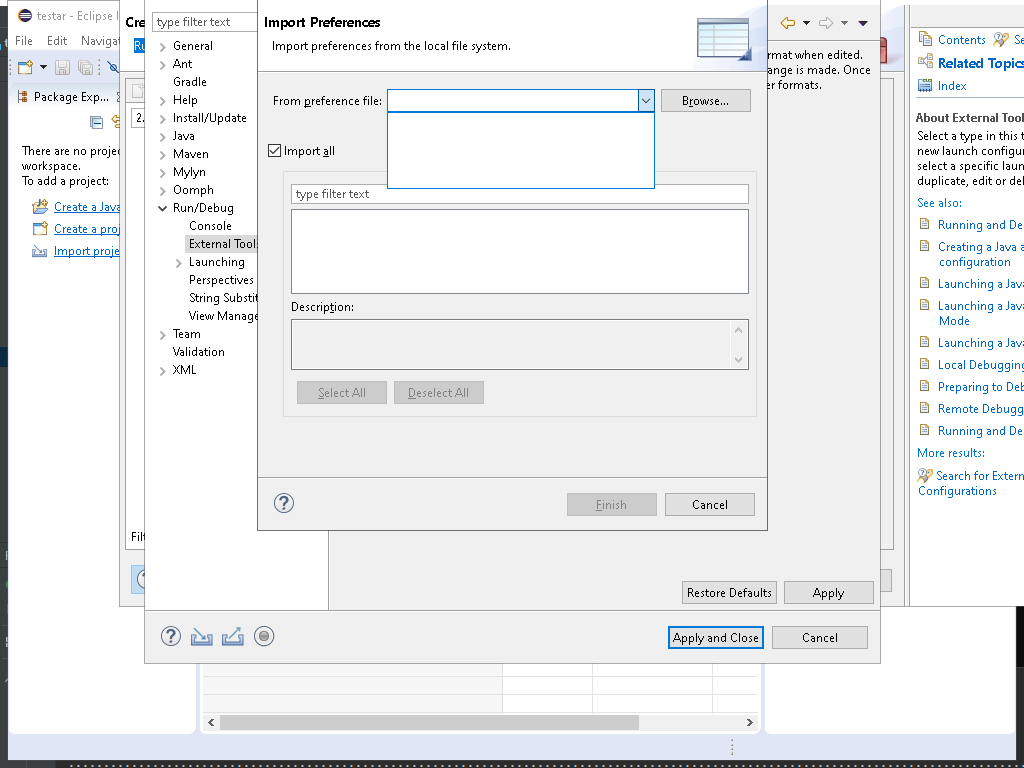 testar - Eclipse I
File Edit Navigat
Package Exp...
There are no projec
workspace.
To add a project:
Create a Java
Create a proj
Import proje
Cre
Ru
2.
Filt
type filter text
General
Ant
Gradle
Help
Install/Update
Java
Maven
Mylyn
Oomph
Run/Debug
Console
External Tools
Launching
Perspectives
String Substit
View Manage
Team
Validation
XML
Import Preferences
Import preferences from the local file system.
From preference file:
Browse...
Import all
type filter text
Description:
Select All
Deselect All
Finish
Cancel
rmat when edited.
ange is made. Once
er formats.
Restore Defaults
Apply
Apply and Close
Cancel
Contents
Se
Related Topics
Index
About External Tool
Select a type in this t
new launch configur
select a specific laun
duplicate, edit or del
See also:
Running and De
Creating a Java a
configuration
Launching a Java
Launching a Java
Mode
Launching a Java
Local Debugging
Preparing to Deb
Remote Debugg
Running and De
More results:
Search for Extern
Configurations